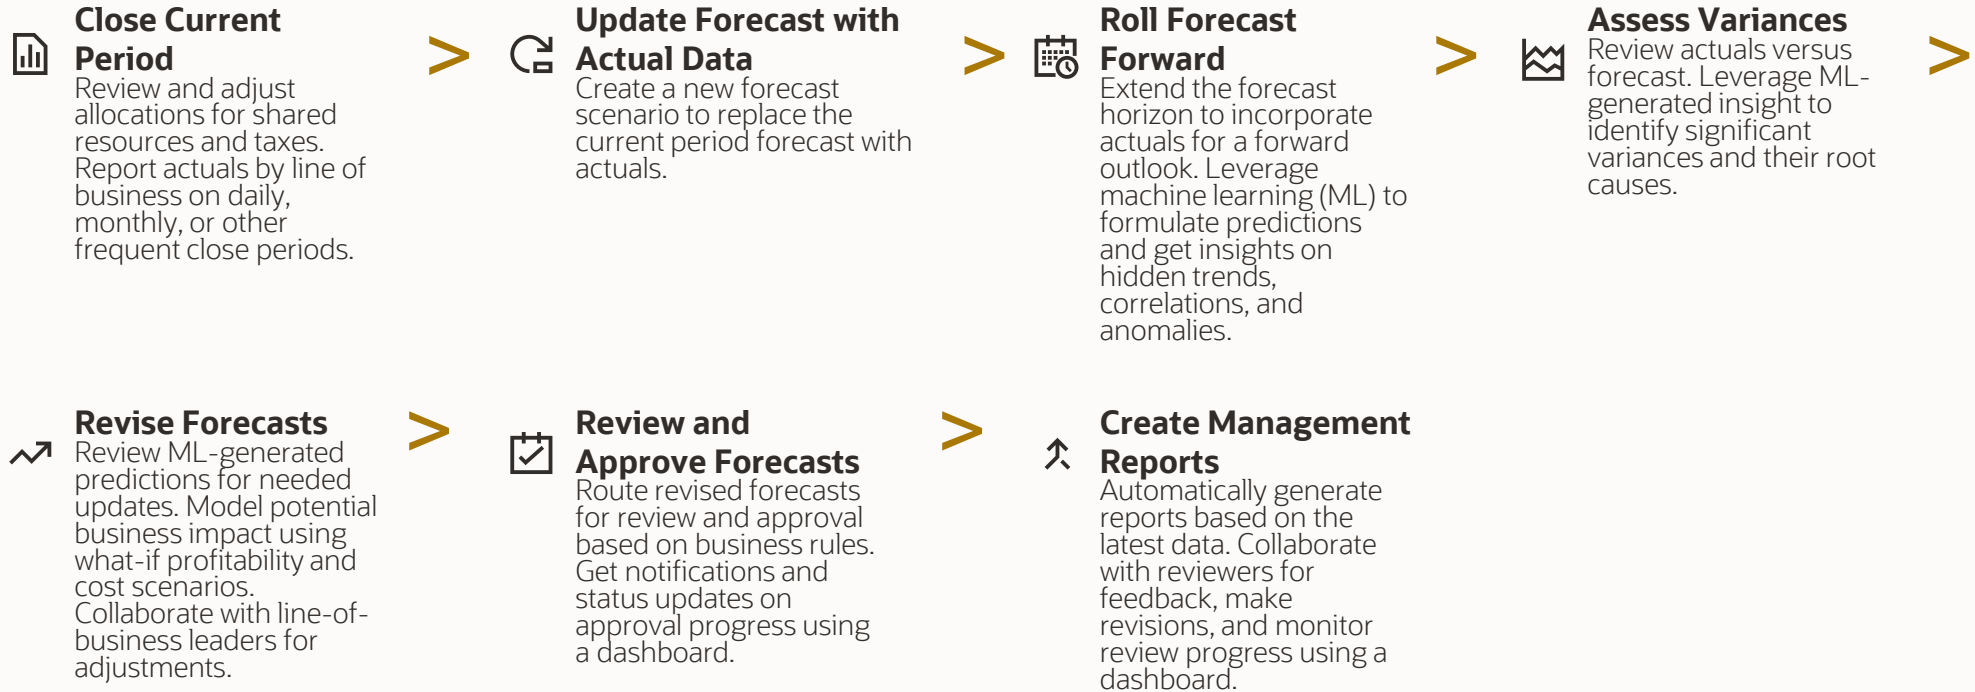 Close Current
Period
Review and adjust
allocations for shared
resources and taxes.
Report actuals by line of
business on daily,
monthly, or other
frequent close periods.
>
Update Forecast with
Actual Data
Create a new forecast
scenario to replace the
current period forecast with
actuals.
>
Roll Forecast
Forward
Extend the forecast
horizon to incorporate
actuals for a forward
outlook. Leverage
machine learning (ML) to
formulate predictions
and get insights on
hidden trends,
correlations, and
anomalies.
>
Assess Variances
Review actuals versus
forecast. Leverage ML-
generated insight to
identify significant
variances and their root
causes.
>
Revise Forecasts
Review ML-generated
predictions for needed
updates. Model potential
business impact using
what-if profitability and
cost scenarios.
Collaborate with line-of-
business leaders for
adjustments.
>
Review and
Approve Forecasts
Route revised forecasts
for review and approval
based on business rules.
Get notifications and
status updates on
approval progress using
a dashboard.
>
Create Management
Reports
Automatically generate
reports based on the
latest data. Collaborate
with reviewers for
feedback, make
revisions, and monitor
review progress using a
dashboard.